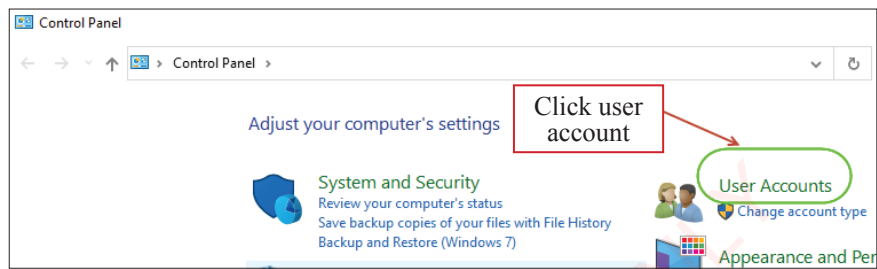 Control Panel
Control Panel
Click user
account
Adjust your computer's settings
System and Security
Review your computer's status
Save backup copies of your files with File History
Backup and Restore (Windows 7)
User Accounts
Change account type
Appearance and Per